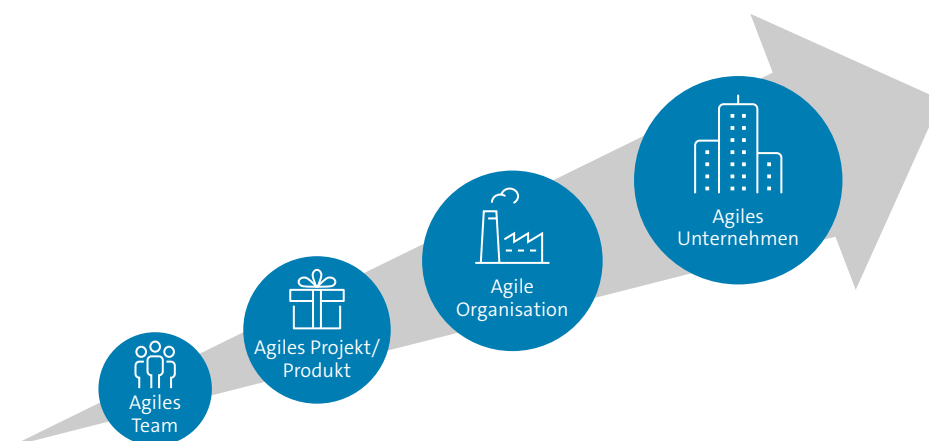 Agiles
Team
Agiles Projekt/
Produkt
Agile
Organisation
Agiles
Unternehmen